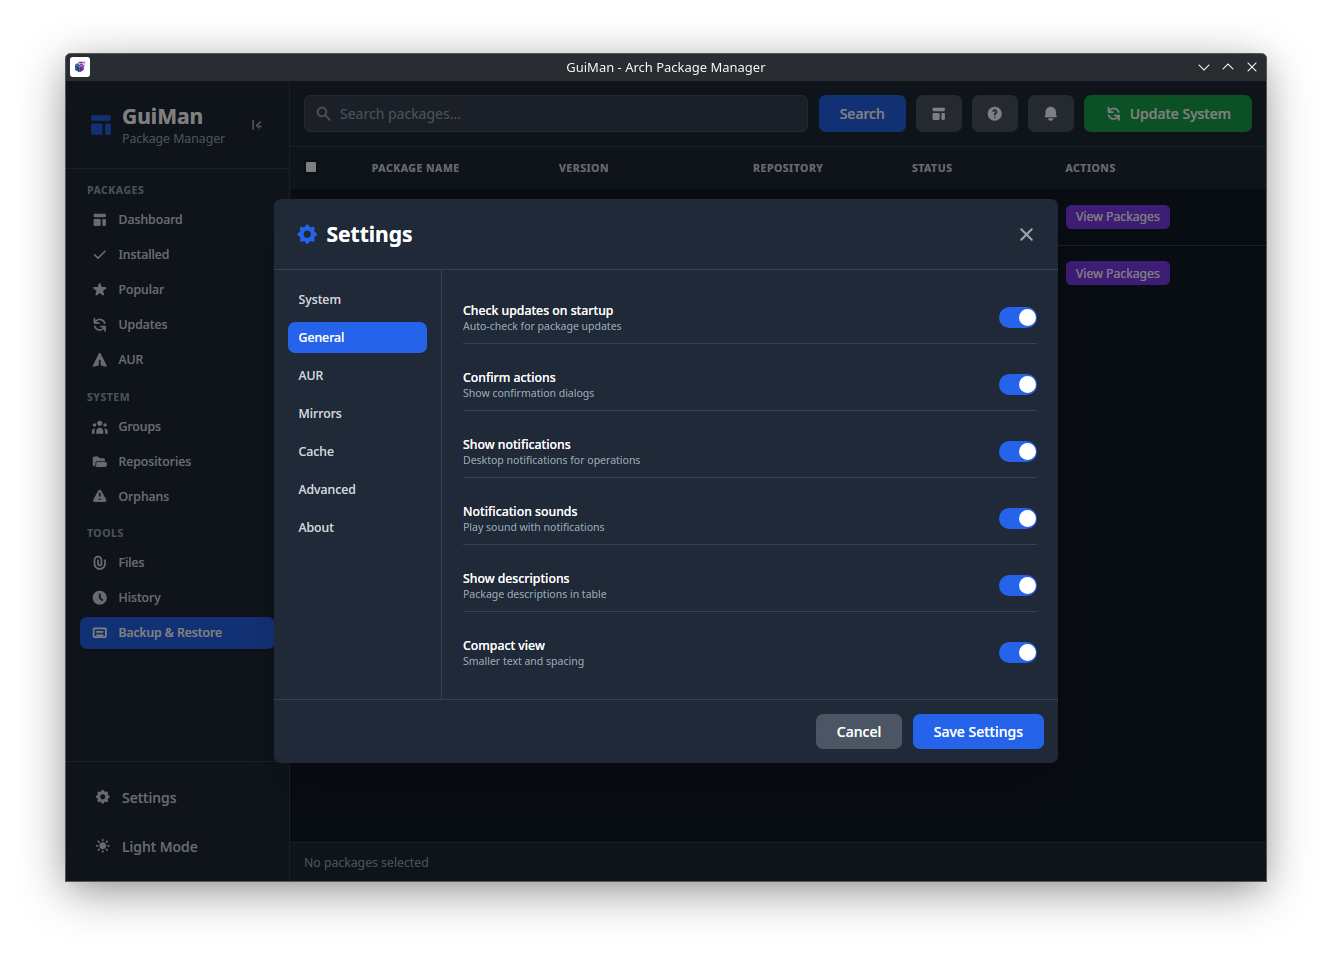 GuiMan - Arch Package Manager
GuiMan
Package Manager
Search packages...
Search
Update System
PACKAGE NAME
VERSION
REPOSITORY
STATUS
ACTIONS
PACKAGES
Dashboard
Installed
Popular
Updates
AUR
SYSTEM
Groups
Repositories
Orphans
TOOLS
Files
History
Backup & Restore
Settings
Light Mode
View Packages
View Packages
Settings
System
General
AUR
Mirrors
Cache
Advanced
About
Check updates on startup
Auto-check for package updates
Confirm actions
Show confirmation dialogs
Show notifications
Desktop notifications for operations
Notification sounds
Play sound with notifications
Show descriptions
Package descriptions in table
Compact view
Smaller text and spacing
Cancel
Save Settings
No packages selected